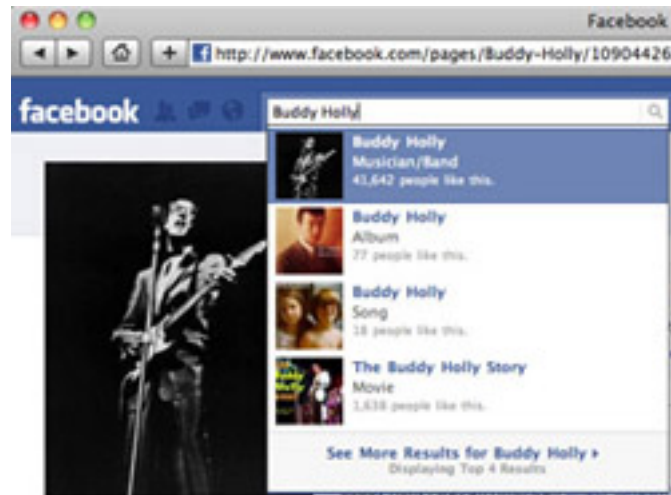 Facebook
http://www.facebook.com/pages/Buddy-Holly/10904426
facebook
Buddy Holly
Buddy Holly
Musician/Band
41,642 people like this.
Buddy Holly
Album
77 people like this.
Buddy Holly
Song
18 people like this.
The Buddy Holly Story
Movie
1,638 people like this.
See More Results for Buddy Holly
Displaying Top 4 Results